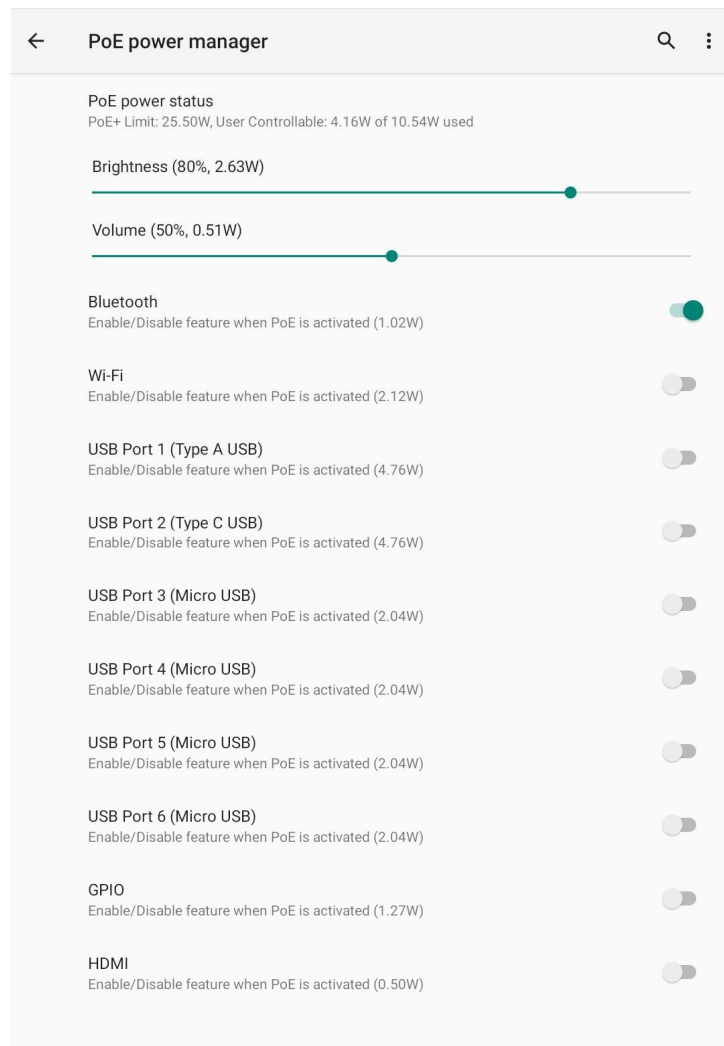 PoE power manager
PoE power status
PoE+ Limit: 25.50W, User Controllable: 4.16W of 10.54W used
Brightness (80%, 2.63W)
Volume (50%, 0.51W)
Bluetooth
Enable/Disable feature when PoE is activated (1.02W)
Wi-Fi
Enable/Disable feature when PoE is activated (2.12W)
USB Port 1 (Type A USB)
Enable/Disable feature when PoE is activated (4.76W)
USB Port 2 (Type C USB)
Enable/Disable feature when PoE is activated (4.76W)
USB Port 3 (Micro USB)
Enable/Disable feature when PoE is activated (2.04W)
USB Port 4 (Micro USB)
Enable/Disable feature when PoE is activated (2.04W)
USB Port 5 (Micro USB)
Enable/Disable feature when PoE is activated (2.04W)
USB Port 6 (Micro USB)
Enable/Disable feature when PoE is activated (2.04W)
GPIO
Enable/Disable feature when PoE is activated (1.27W)
HDMI
Enable/Disable feature when PoE is activated (0.50W)